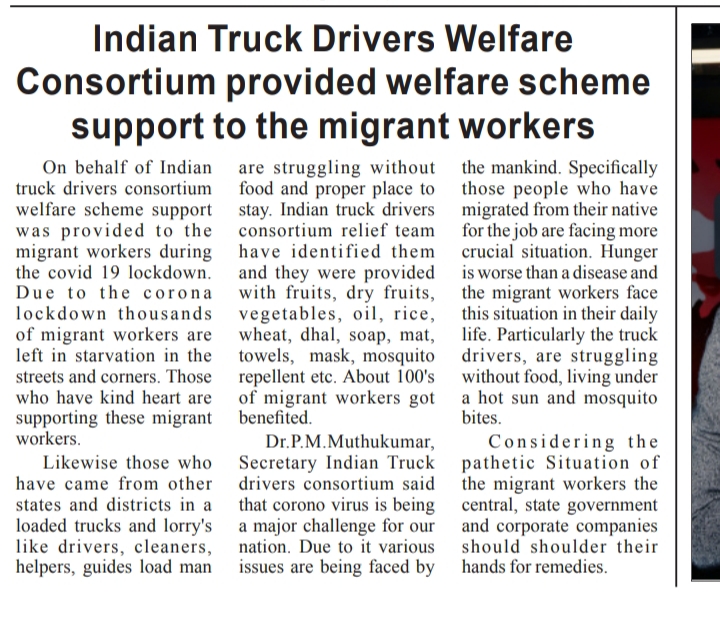 Indian Truck Drivers Welfare
Consortium provided welfare scheme
support to the migrant workers
On behalf of Indian
truck drivers consortium
welfare scheme support
was provided to the
migrant workers during
the covid 19 lockdown.
Due to the corona
lockdown thousands
of migrant workers are
left in starvation in the
streets and corners. Those
who have kind heart are
supporting these migrant
workers.
Likewise those who
have came from other
states and districts in a
loaded trucks and lorry's
like drivers, cleaners,
helpers, guides load man
are struggling without
food and proper place to
stay. Indian truck drivers
consortium relief team
have identified them
and they were provided
with fruits, dry fruits,
vegetables, oil, rice,
wheat, dhal, soap, mat,
towels, mask, mosquito
repellent etc. About 100's
of migrant workers got
benefited.
Dr.P.M.Muthukumar,
Secretary Indian Truck
drivers consortium said
that corono virus is being
a major challenge for our
nation. Due to it various
issues are being faced by
the mankind. Specifically
those people who have
migrated from their native
for the job are facing more
crucial situation. Hunger
is worse than a disease and
the migrant workers face
this situation in their daily
life. Particularly the truck
drivers, are struggling
without food, living under
a hot sun and mosquito
bites.
Considering the
pathetic Situation of
the migrant workers the
central, state government
and corporate companies
should shoulder their
hands for remedies.